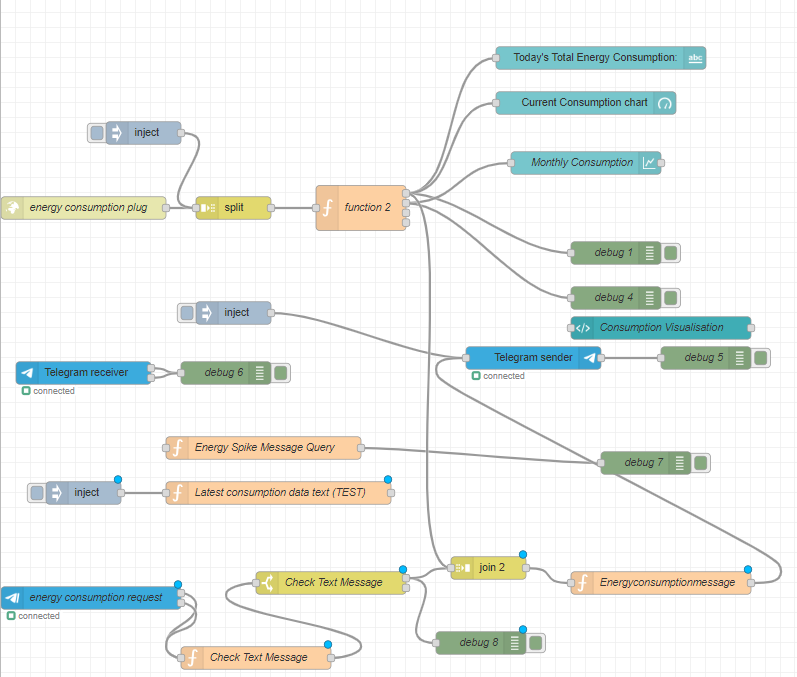 Today's Total Energy Consumption:
abc
Current Consumption chart
inject
Monthly Consumption
energy consumption plug
split
function 2
debug 1
debug 4
inject
Consumption Visualisation
Telegram sender
debug 5
connected
Telegram receiver
debug 6
connected
Energy Spike Message Query
debug 7
inject
Latest consumption data text (TEST)
join 2
Check Text Message
Energyconsumptionmessage
energy consumption request
connected
debug 8
Check Text Message